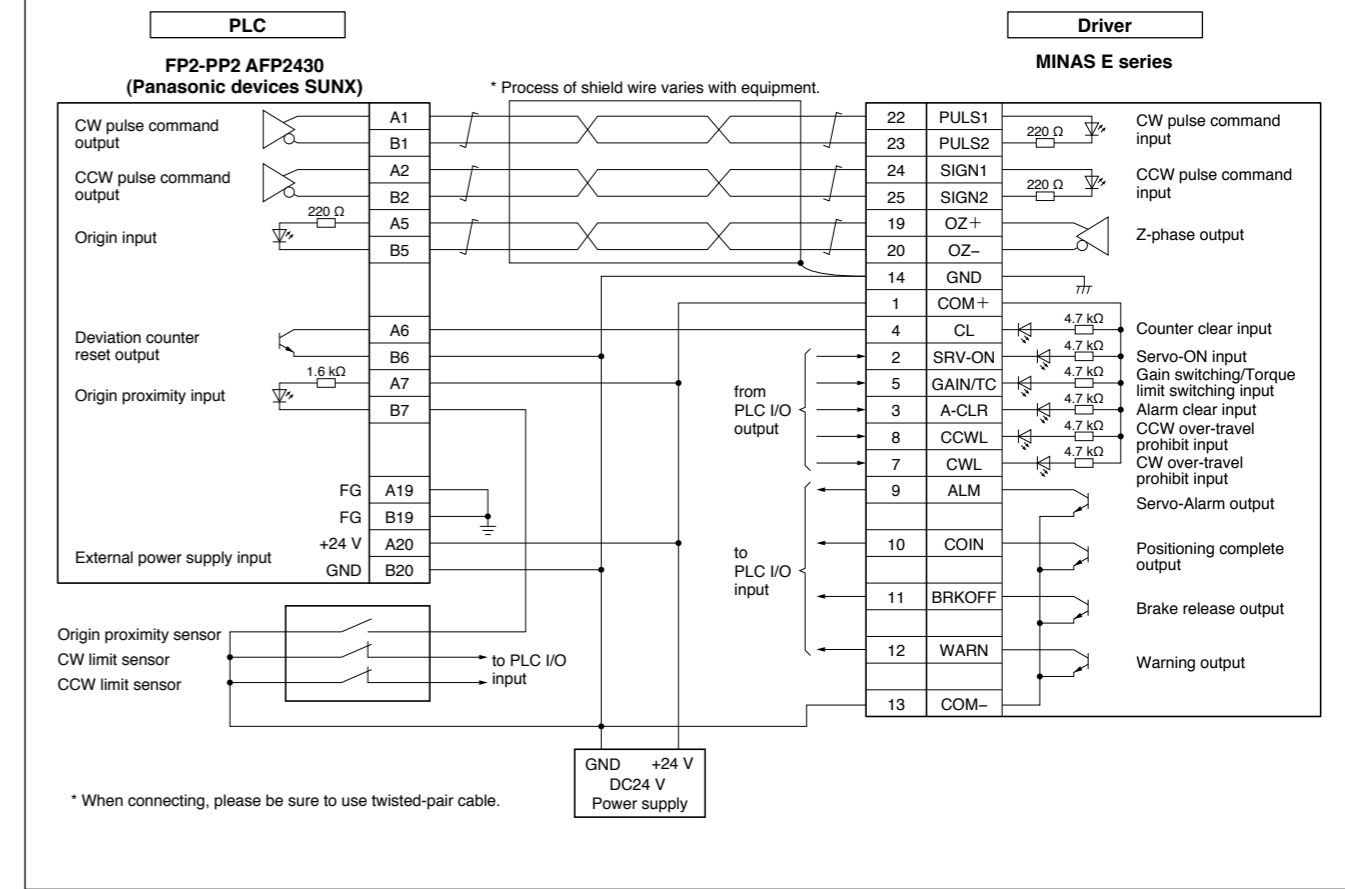 PLC
FP2-PP2 AFP2430
(Panasonic devices SUNX)
Driver
MINAS E series
* Process of shield wire varies with equipment.
CW pulse command
output
A1
B1
CCW pulse command
output
A2
B2
220 Ω
Origin input
A5
B5
Deviation counter
reset output
A6
B6
1.6 kΩ
Origin proximity input
A7
B7
FG A19
FG B19
External power supply input
+24 V A20
GND B20
Origin proximity sensor
CW limit sensor
CCW limit sensor
to PLC I/O
input
from
PLC I/O
output
to
PLC I/O
input
22 PULS1
23 PULS2
220 Ω
CW pulse command
input
24 SIGN1
25 SIGN2
220 Ω
CCW pulse command
input
19 OZ+
20 OZ−
Z-phase output
14 GND
1 COM+
4 CL 4.7 kΩ Counter clear input
2 SRV-ON 4.7 kΩ Servo-ON input
5 GAIN/TC 4.7 kΩ Gain switching/Torque
limit switching input
3 A-CLR 4.7 kΩ Alarm clear input
8 CCWL 4.7 kΩ CCW over-travel
prohibit input
7 CWL 4.7 kΩ CW over-travel
prohibit input
9 ALM Servo-Alarm output
10 COIN Positioning complete
output
11 BRKOFF Brake release output
12 WARN Warning output
13 COM−
GND +24 V
DC24 V
Power supply
* When connecting, please be sure to use twisted-pair cable.